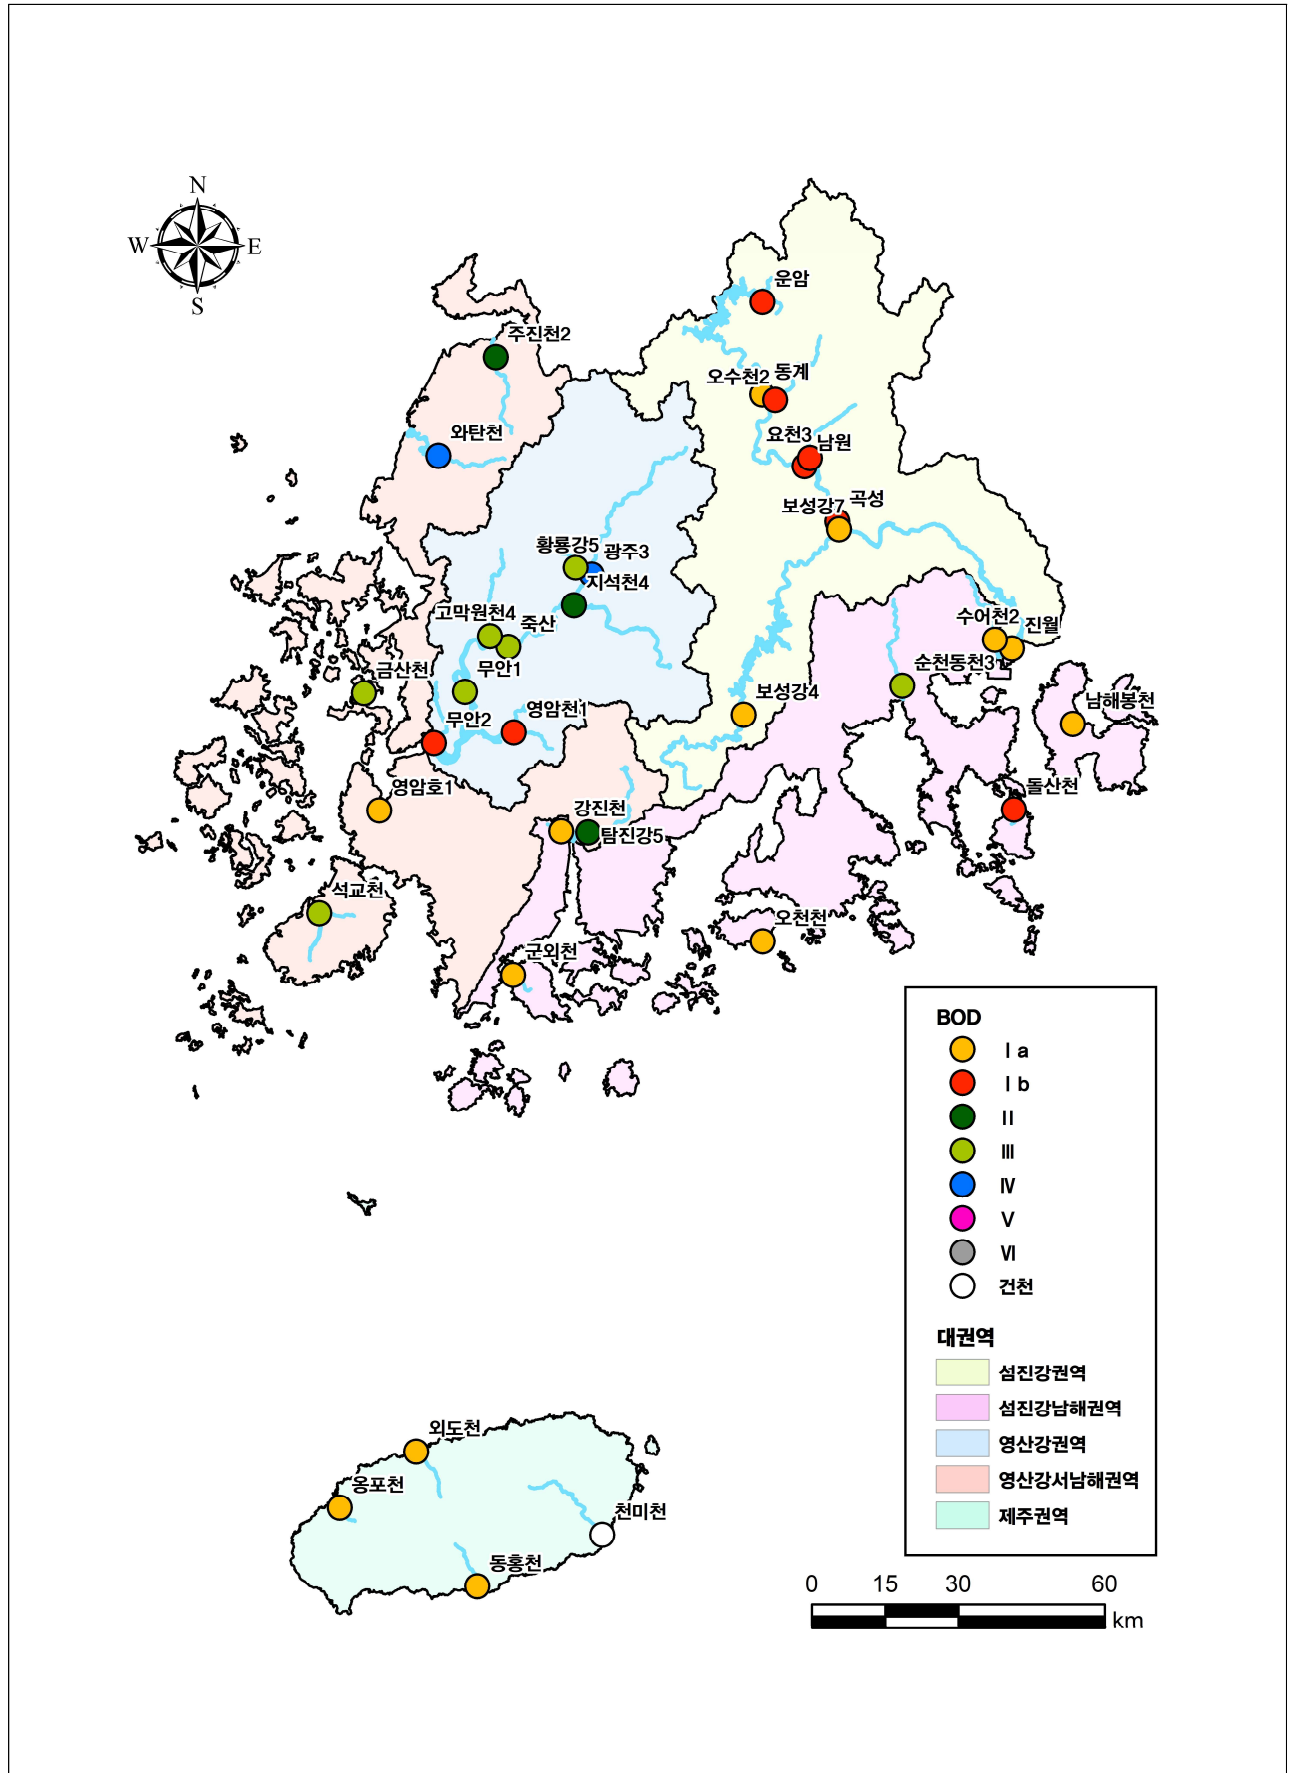 N
W E
S
운암
주진천2
오수천2 동계
와탄천
요천3 남원
보성강7 곡성
황룡강5 광주3
지석천4
고막원천4 죽산
수어천2 진월
금산천
무안1
순천동천3
보성강4
남해봉천
무안2
영암천1
영암호1
돌산천
강진천
탐진강5
석교천
오천천
군외천
BOD
Ⅰa
Ⅰb
Ⅱ
Ⅲ
Ⅳ
Ⅴ
Ⅵ
건천
대권역
섬진강권역
섬진강남해권역
영산강권역
영산강서남해권역
제주권역
외도천
옹포천
천미천
동홍천
0 15 30 60
km